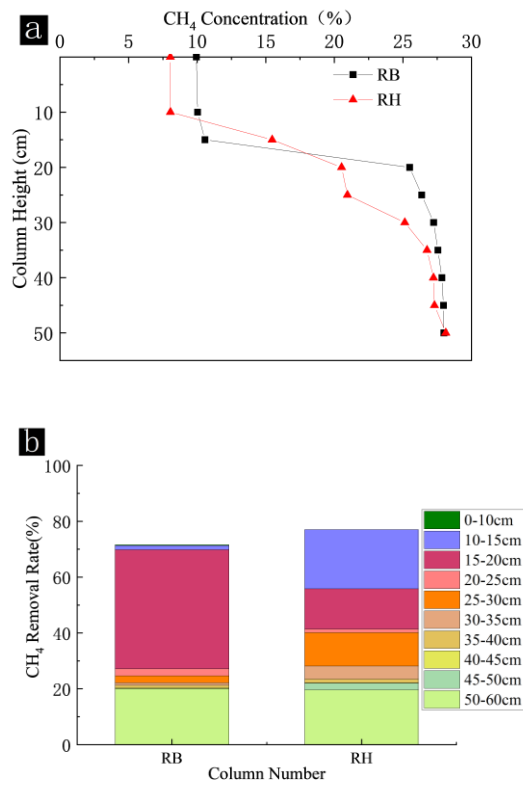 a
CH4 Concentration (%)
0 5 10 15 20 25 30
RB
RH
10
20
30
40
50
Column Height (cm)
b
100
80
60
40
20
0
CH4 Removal Rate(%)
0-10cm
10-15cm
15-20cm
20-25cm
25-30cm
30-35cm
35-40cm
40-45cm
45-50cm
50-60cm
RB RH
Column Number